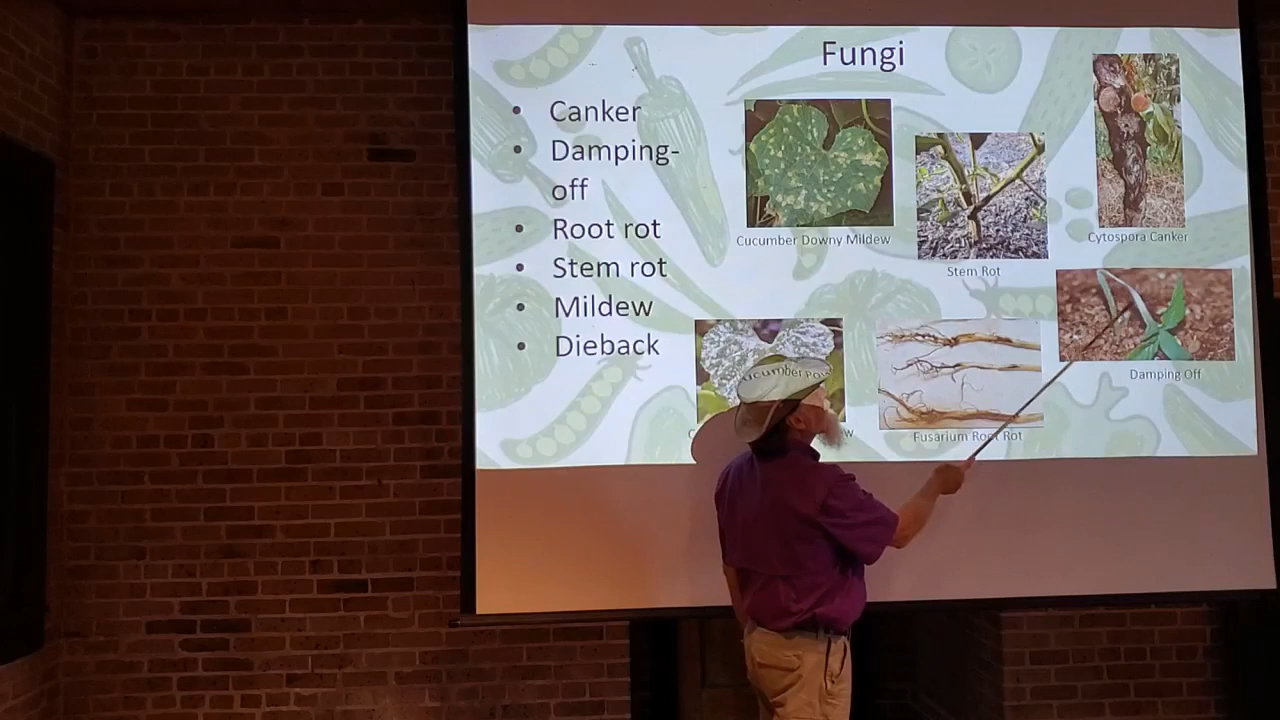 Fungi
• Canker
• Damping-
off
• Root rot
• Stem rot
• Mildew
• Dieback
Cucumber Downy Mildew
Stem Rot
Cytospora Canker
Damping Off
Fusarium Root Rot